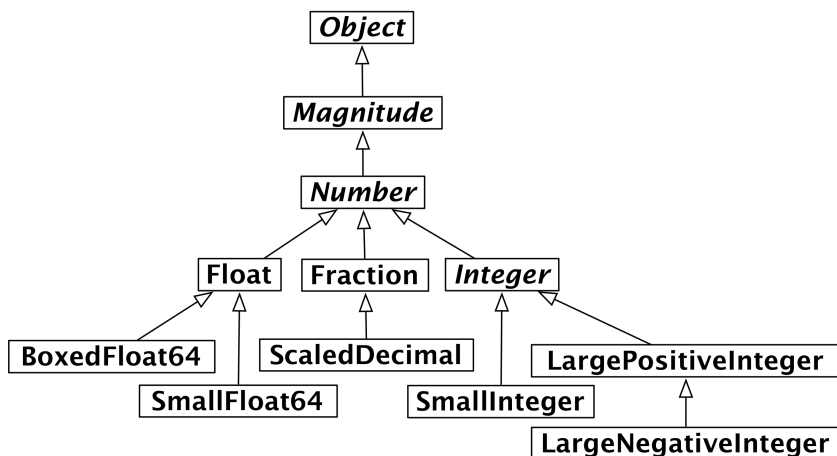 Object
Magnitude
Number
Float
Fraction
Integer
BoxedFloat64
ScaledDecimal
LargePositiveInteger
SmallFloat64
SmallInteger
LargeNegativeInteger